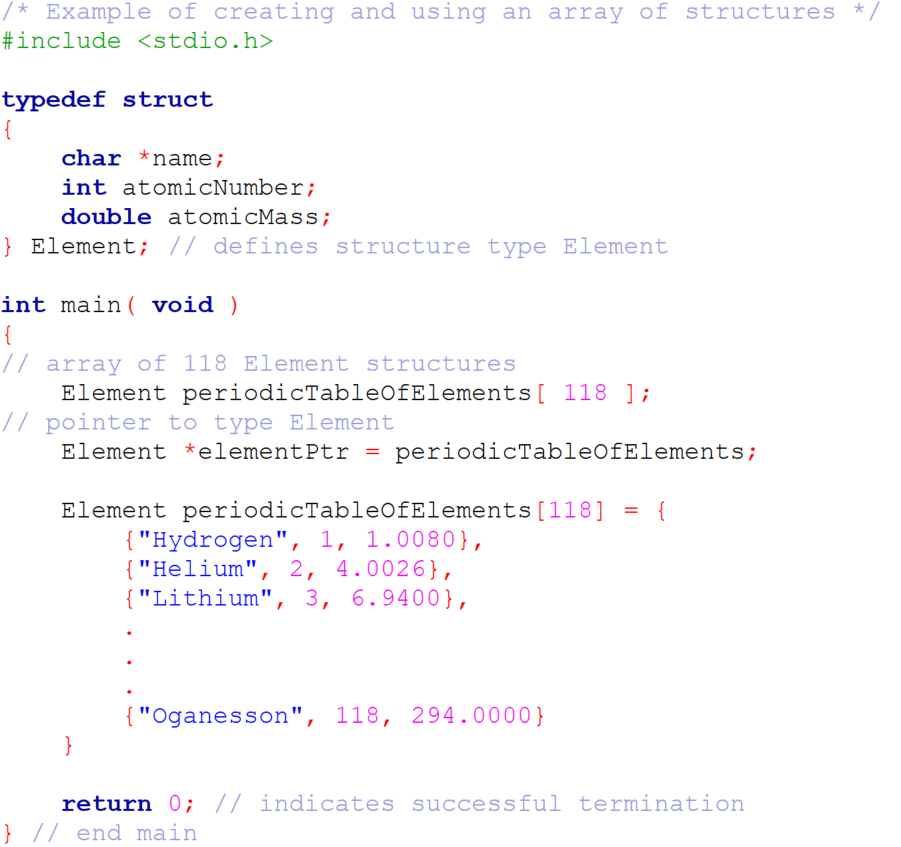 /* Example of creating and using an array of structures */
#include <stdio.h>
typedef struct
{
char *name;
int atomicNumber;
double atomicMass;
} Element; // defines structure type Element
int main( void )
{
// array of 118 Element structures
Element periodicTableOfElements[ 118 ];
// pointer to type Element
Element *elementPtr = periodicTableOfElements;
Element periodicTableOfElements[118] = {
{"Hydrogen", 1, 1.0080},
{"Helium", 2, 4.0026},
{"Lithium", 3, 6.9400},
.
.
.
{"Oganesson", 118, 294.0000}
}
return 0; // indicates successful termination
} // end main